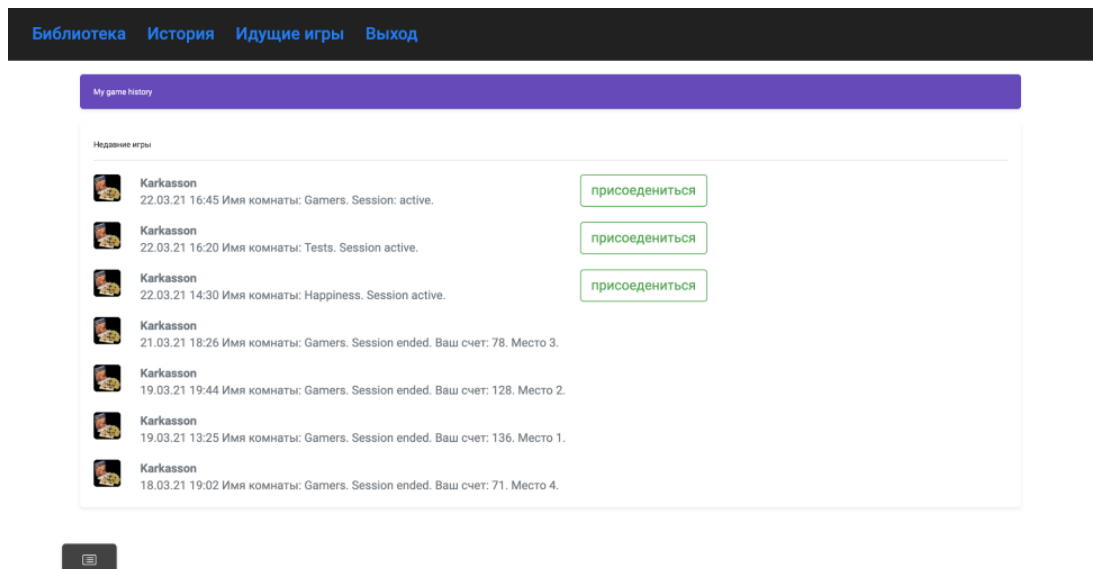 Библиотека История Идущие игры Выход
My game history
Недавние игры
Karkasson
22.03.21 16:45 Имя комнаты: Gamers. Session: active.
присоедениться
Karkasson
22.03.21 16:20 Имя комнаты: Tests. Session active.
присоедениться
Karkasson
22.03.21 14:30 Имя комнаты: Happiness. Session active.
присоедениться
Karkasson
21.03.21 18:26 Имя комнаты: Gamers. Session ended. Ваш счет: 78. Место 3.
Karkasson
19.03.21 19:44 Имя комнаты: Gamers. Session ended. Ваш счет: 128. Место 2.
Karkasson
19.03.21 13:25 Имя комнаты: Gamers. Session ended. Ваш счет: 136. Место 1.
Karkasson
18.03.21 19:02 Имя комнаты: Gamers. Session ended. Ваш счет: 71. Место 4.